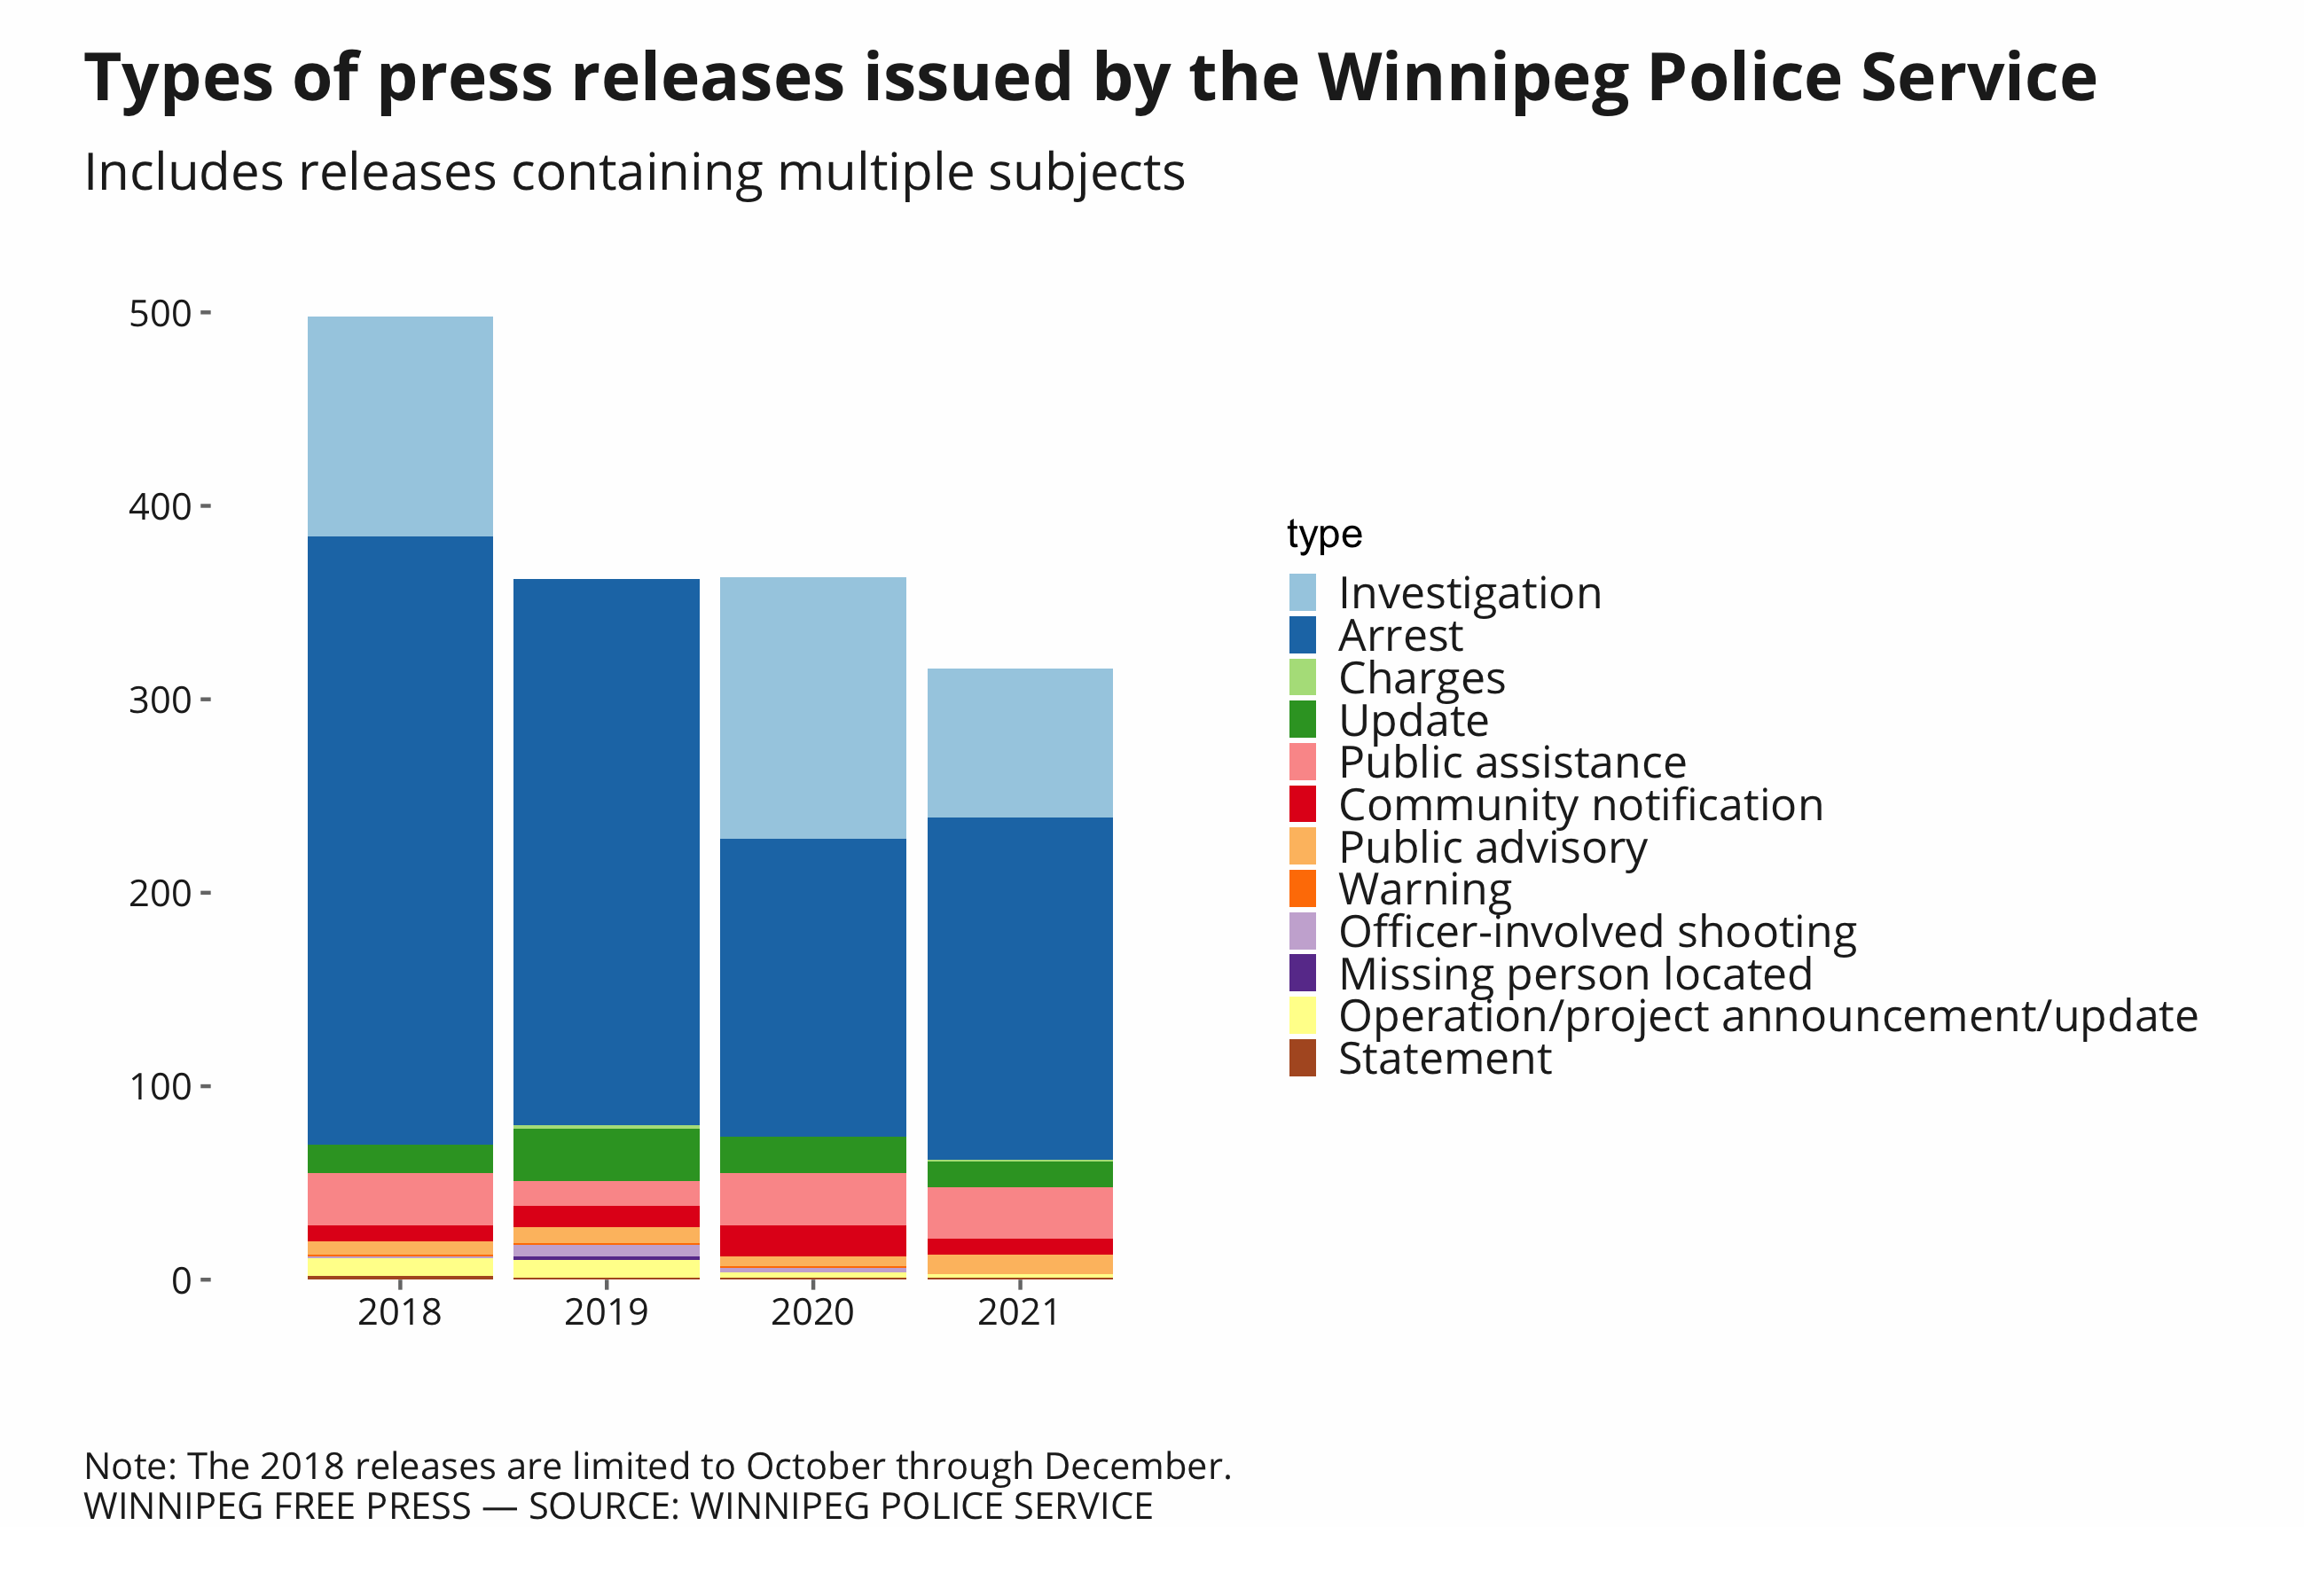 Types of press releases issued by the Winnipeg Police Service
Includes releases containing multiple subjects
500
400
300
200
100
0
2018 2019 2020 2021
type
Investigation
Arrest
Charges
Update
Public assistance
Community notification
Public advisory
Warning
Officer-involved shooting
Missing person located
Operation/project announcement/update
Statement
Note: The 2018 releases are limited to October through December.
WINNIPEG FREE PRESS — SOURCE: WINNIPEG POLICE SERVICE